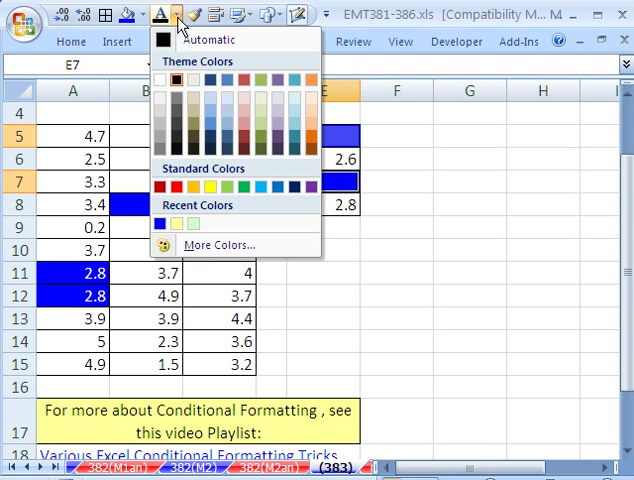 EMT381-386.xls [Compatibility M... M...
Home Insert Review View Developer Add-Ins
E7
Automatic
Theme Colors
Standard Colors
Recent Colors
More Colors...
A B E F G H
4
5 4.7
6 2.5 2.6
7 3.3
8 3.4 2.8
9 0.2
10 3.7
11 2.8 3.7 4
12 2.8 4.9 3.7
13 3.9 3.9 4.4
14 5 2.3 3.6
15 4.9 1.5 3.2
16
For more about Conditional Formatting , see
17 this video Playlist:
18 Various Excel Conditional Formatting Tricks
382(M1an) 382(M2) 382(M2an) (383)